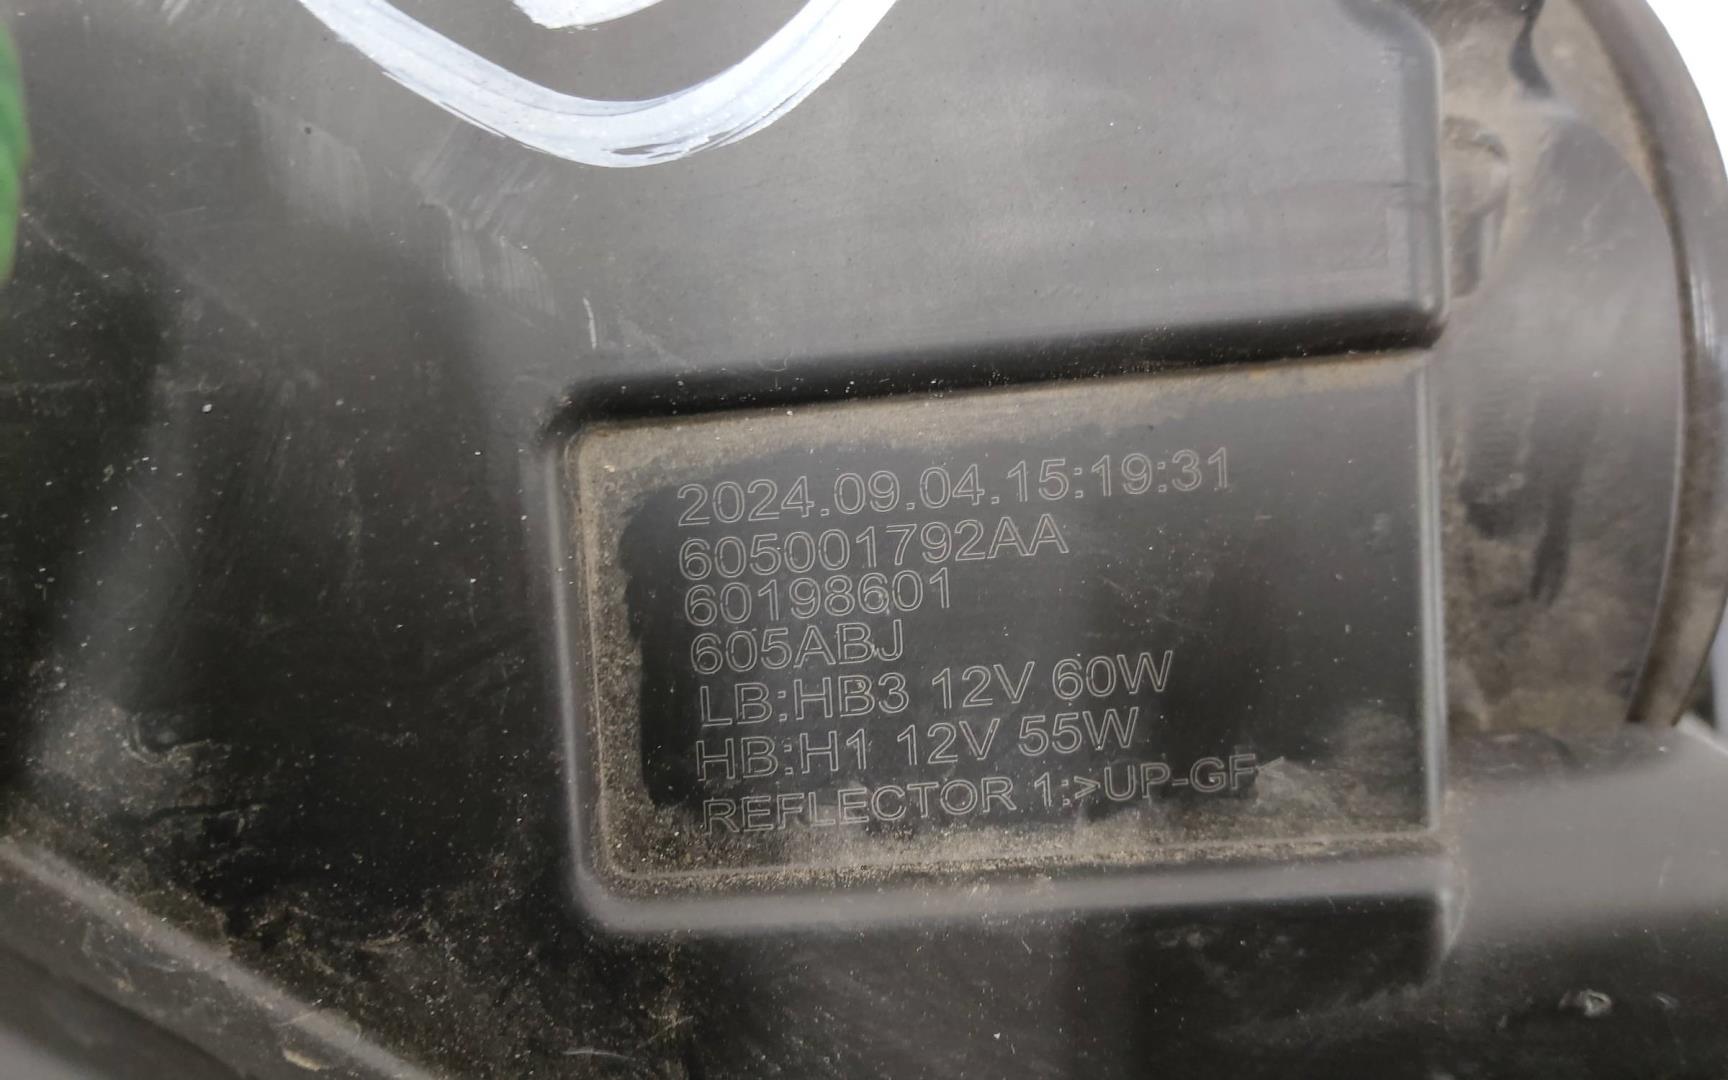 2024.09.04.15:19:31
605001792AA
60198601
605ABJ
LB:HB3 12V 60W
HB:H1 12V 55W
REFLECTOR 1:>UP-GF